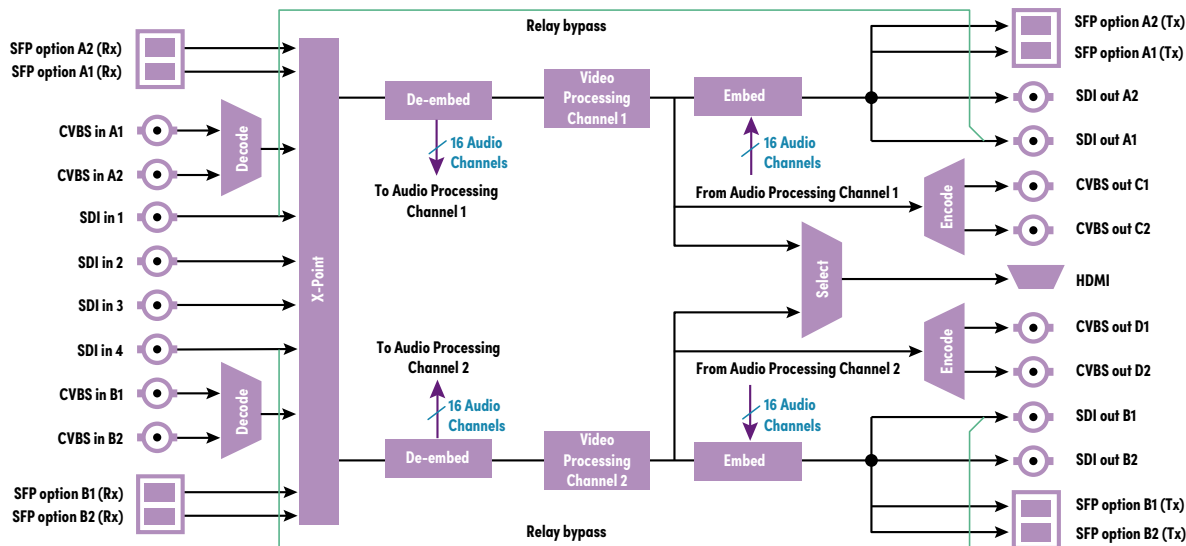 Relay bypass
SFP option A2 (Rx)
SFP option A1 (Rx)
CVBS in A1
CVBS in A2
Decode
SDI in 1
SDI in 2
SDI in 3
SDI in 4
CVBS in B1
CVBS in B2
Decode
SFP option B1 (Rx)
SFP option B2 (Rx)
X-Point
De-embed
16 Audio
Channels
To Audio Processing
Channel 1
Video
Processing
Channel 1
Embed
16 Audio
Channels
From Audio Processing Channel 1
Encode
Select
SFP option A2 (Tx)
SFP option A1 (Tx)
SDI out A2
SDI out A1
CVBS out C1
CVBS out C2
HDMI
To Audio Processing
Channel 2
16 Audio
Channels
De-embed
Video
Processing
Channel 2
From Audio Processing Channel 2
16 Audio
Channels
Embed
Encode
CVBS out D1
CVBS out D2
SDI out B1
SDI out B2
SFP option B1 (Tx)
SFP option B2 (Tx)
Relay bypass